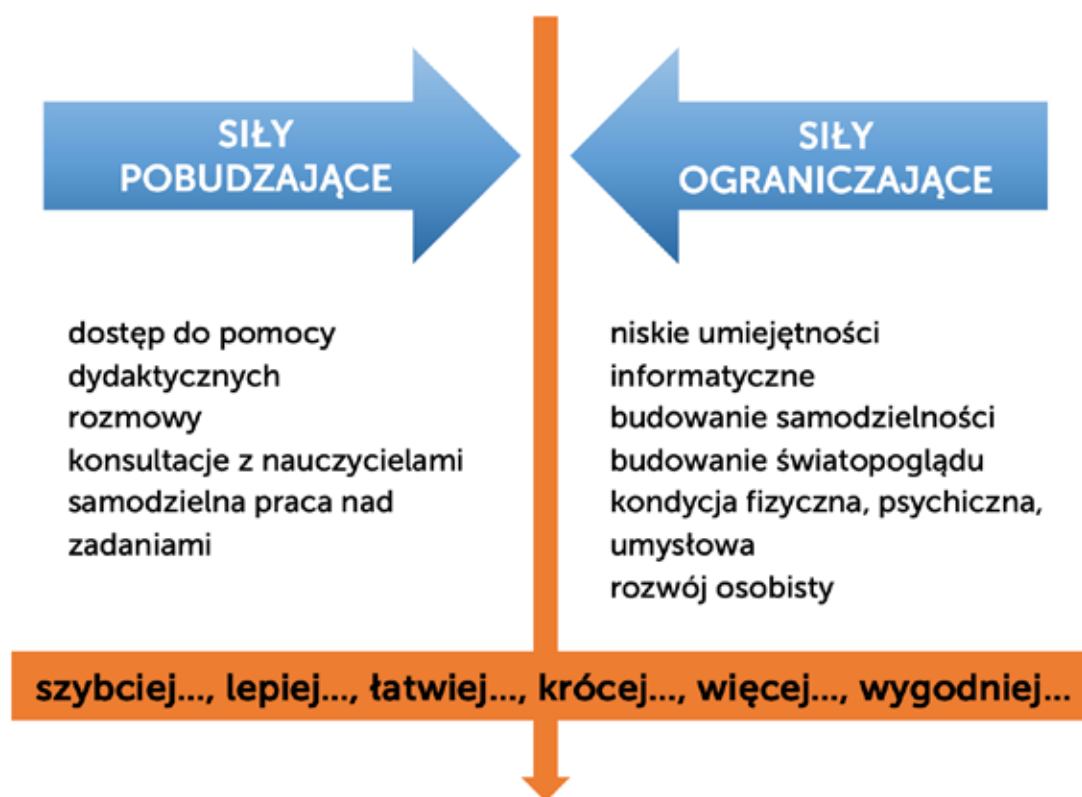 SIŁY
POBUDZAJĄCE
SIŁY
OGRANICZAJĄCE
dostęp do pomocy
dydaktycznych
rozmowy
konsultacje z nauczycielami
samodzielna praca nad
zadaniami
niskie umiejętności
informatyczne
budowanie samodzielności
budowanie światopoglądu
kondycja fizyczna, psychiczna,
umysłowa
rozwój osobisty
szybciej..., lepiej..., łatwiej..., krócej..., więcej..., wygodniej...